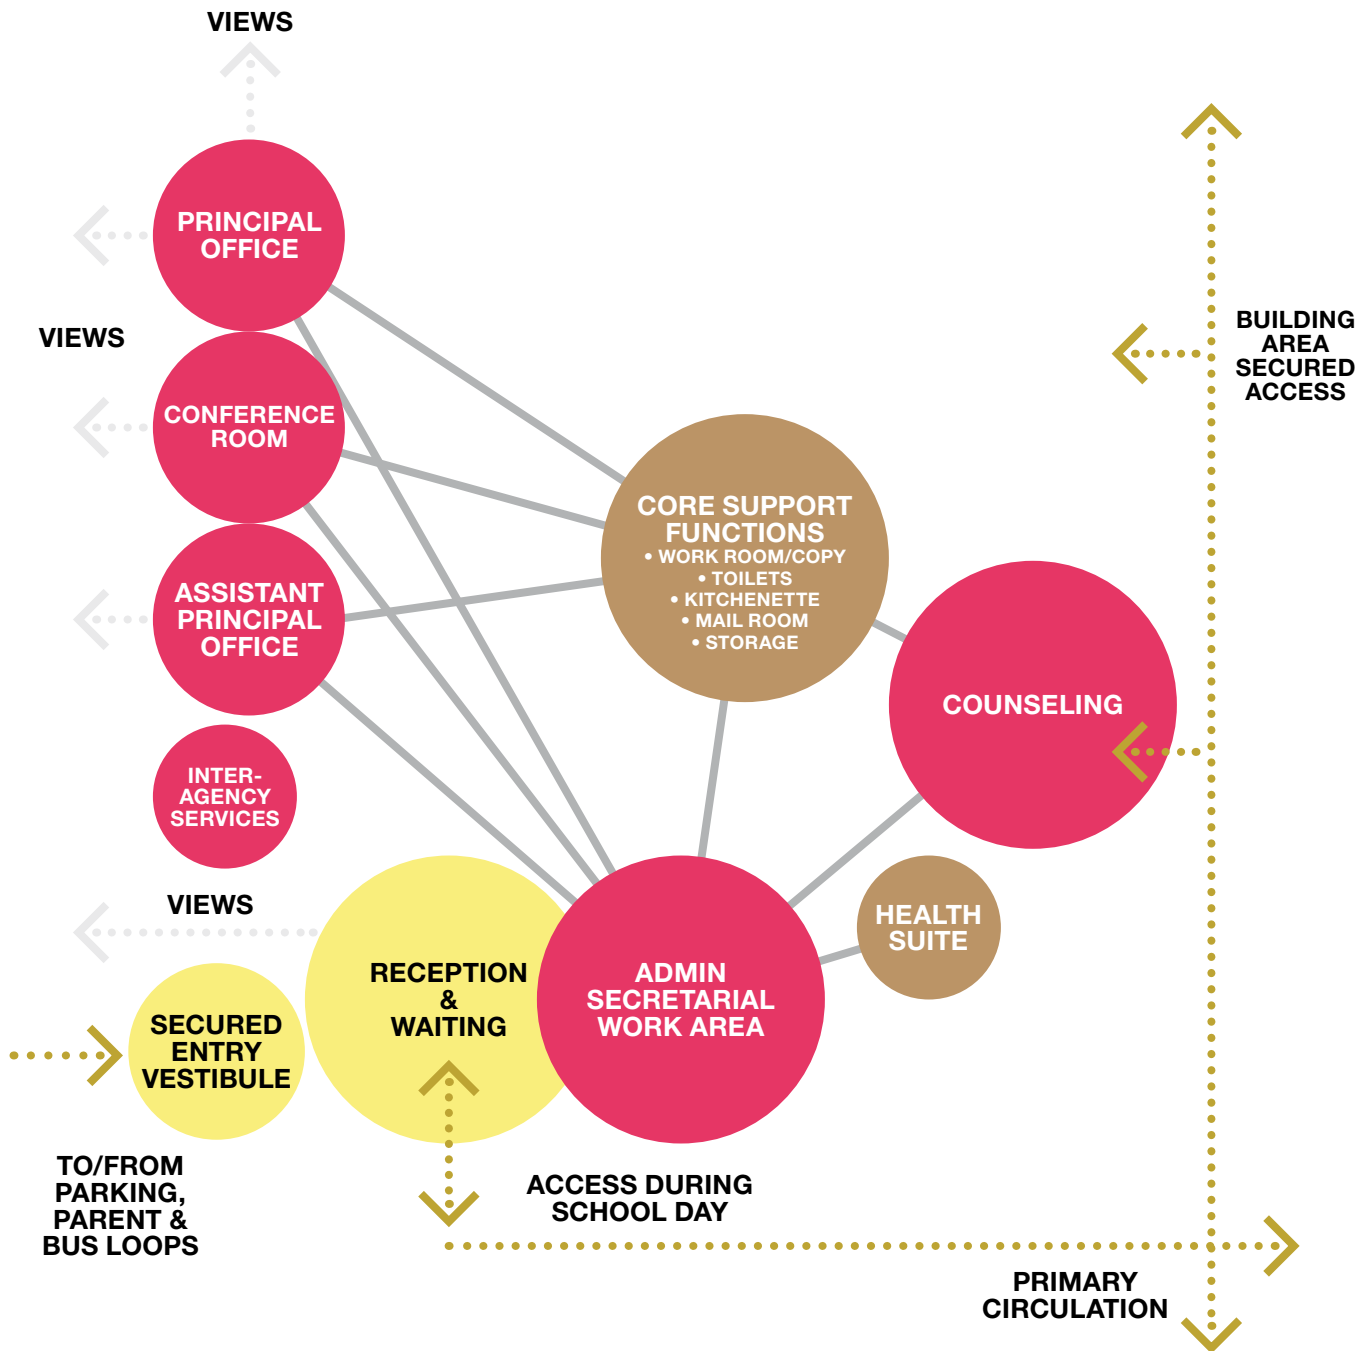 VIEWS
PRINCIPAL
OFFICE
VIEWS
CONFERENCE
ROOM
ASSISTANT
PRINCIPAL
OFFICE
INTER-
AGENCY
SERVICES
CORE SUPPORT
FUNCTIONS
• WORK ROOM/COPY
• TOILETS
• KITCHENETTE
• MAIL ROOM
• STORAGE
BUILDING
AREA
SECURED
ACCESS
COUNSELING
VIEWS
RECEPTION
&
WAITING
ADMIN
SECRETARIAL
WORK AREA
HEALTH
SUITE
SECURED
ENTRY
VESTIBULE
TO/FROM
PARKING,
PARENT &
BUS LOOPS
ACCESS DURING
SCHOOL DAY
PRIMARY
CIRCULATION